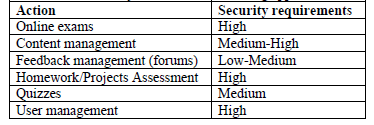 Action Security requirements
Online exams High
Content management Medium-High
Feedback management (forums) Low-Medium
Homework/Projects Assessment High
Quizzes Medium
User management High